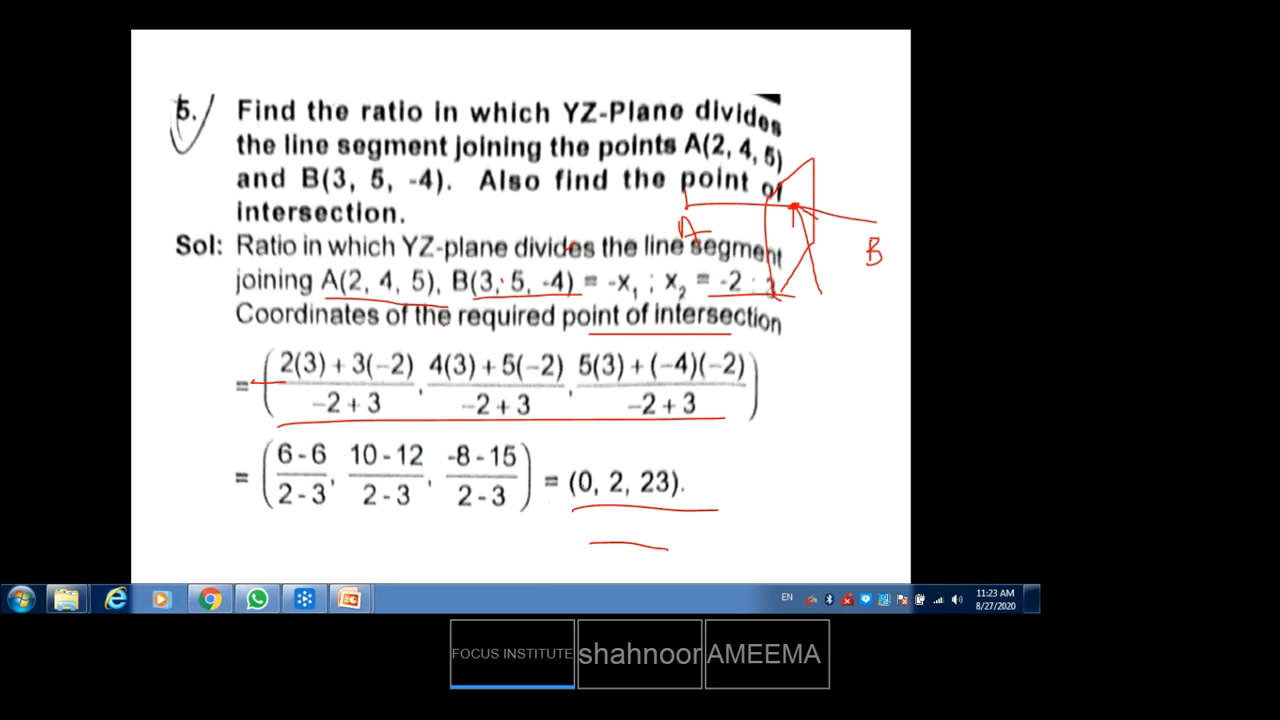 5. Find the ratio in which YZ-Plane divides
the line segment joining the points A(2, 4, 5)
and B(3, 5, -4). Also find the point of
intersection.
A
B
Sol: Ratio in which YZ-plane divides the line segment
joining A(2, 4, 5), B(3, 5, -4) = -x₁ : x₂ = -2 : 3
Coordinates of the required point of intersection
= ( 2(3) + 3(−2) / −2 + 3 , 4(3) + 5(−2) / −2 + 3 , 5(3) + (−4)(−2) / −2 + 3 )
= ( 6 - 6 / 2 - 3 , 10 - 12 / 2 - 3 , -8 - 15 / 2 - 3 ) = (0, 2, 23).
EN
11:23 AM
8/27/2020
FOCUS INSTITUTE
shahnoor
AMEEMA